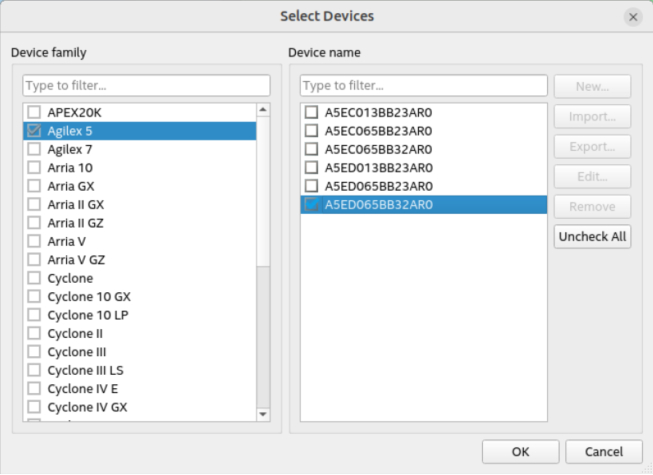 Select Devices
Device family
Device name
Type to filter...
APEX20K
Agilex 5
Agilex 7
Arria 10
Arria GX
Arria II GX
Arria II GZ
Arria V
Arria V GZ
Cyclone
Cyclone 10 GX
Cyclone 10 LP
Cyclone II
Cyclone III
Cyclone III LS
Cyclone IV E
Cyclone IV GX
Type to filter...
A5EC013BB23AR0
A5EC065BB23AR0
A5EC065BB32AR0
A5ED013BB23AR0
A5ED065BB23AR0
A5ED065BB32AR0
New...
Import...
Export...
Edit...
Remove
Uncheck All
OK
Cancel